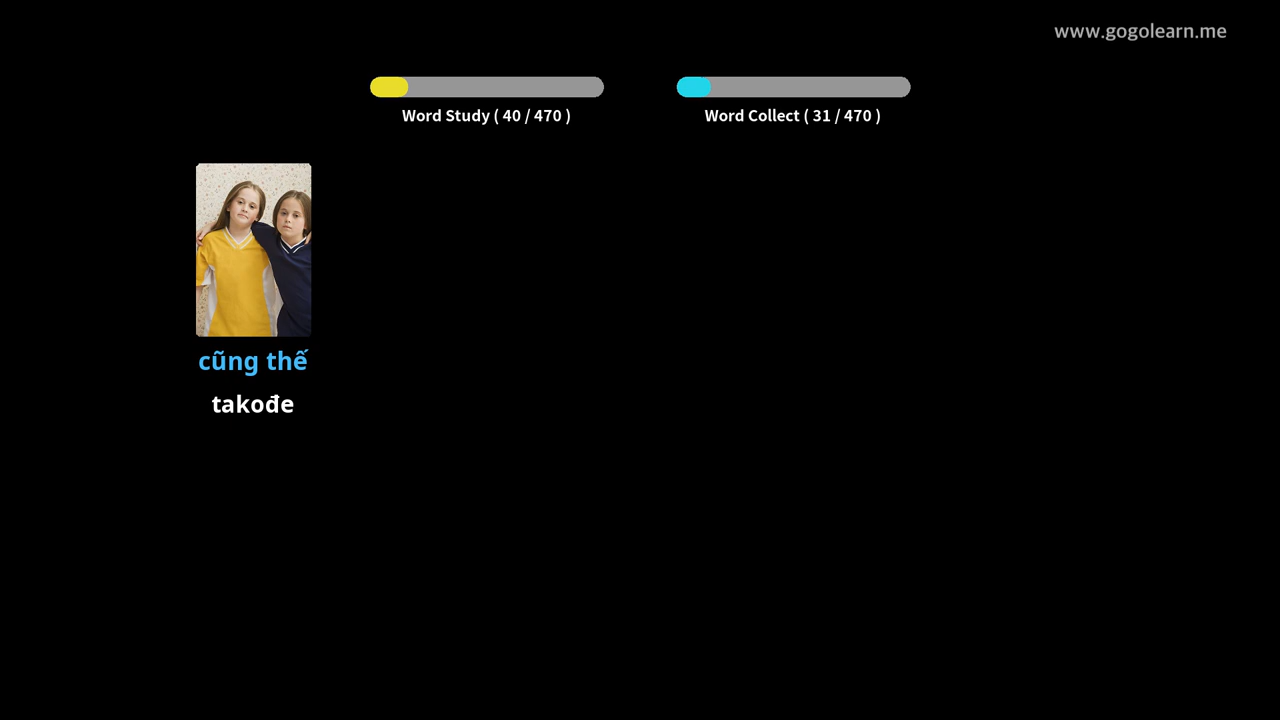 www.gogolearn.me
Word Study ( 40 / 470 )
Word Collect ( 31 / 470 )
cũng thế
takođe